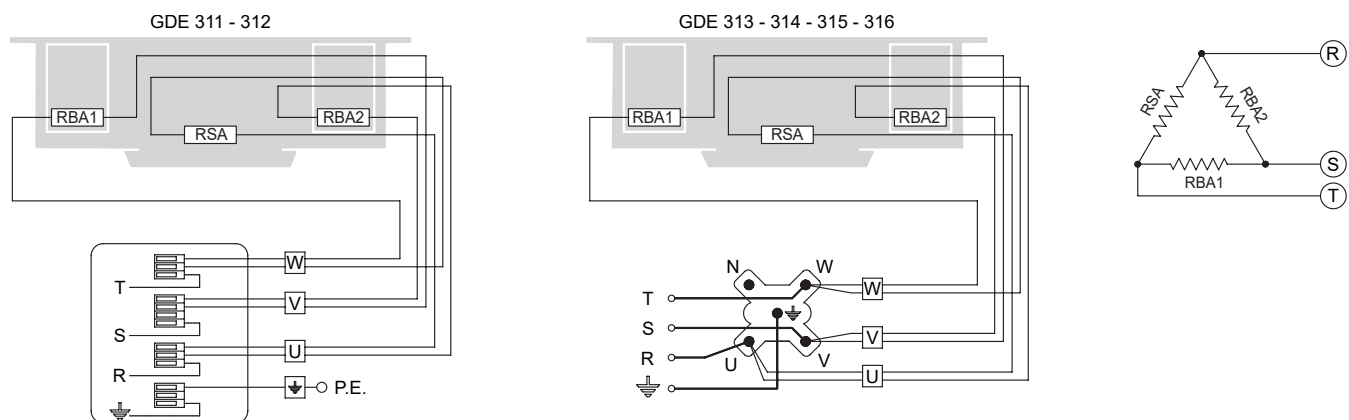 GDE 311 - 312
RBA1
RSA
RBA2
W
T
V
S
U
R
P.E.
GDE 313 - 314 - 315 - 316
RBA1
RSA
RBA2
N
W
W
T
S
V
R
U
V
U
R
RSA
RBA2
S
RBA1
T